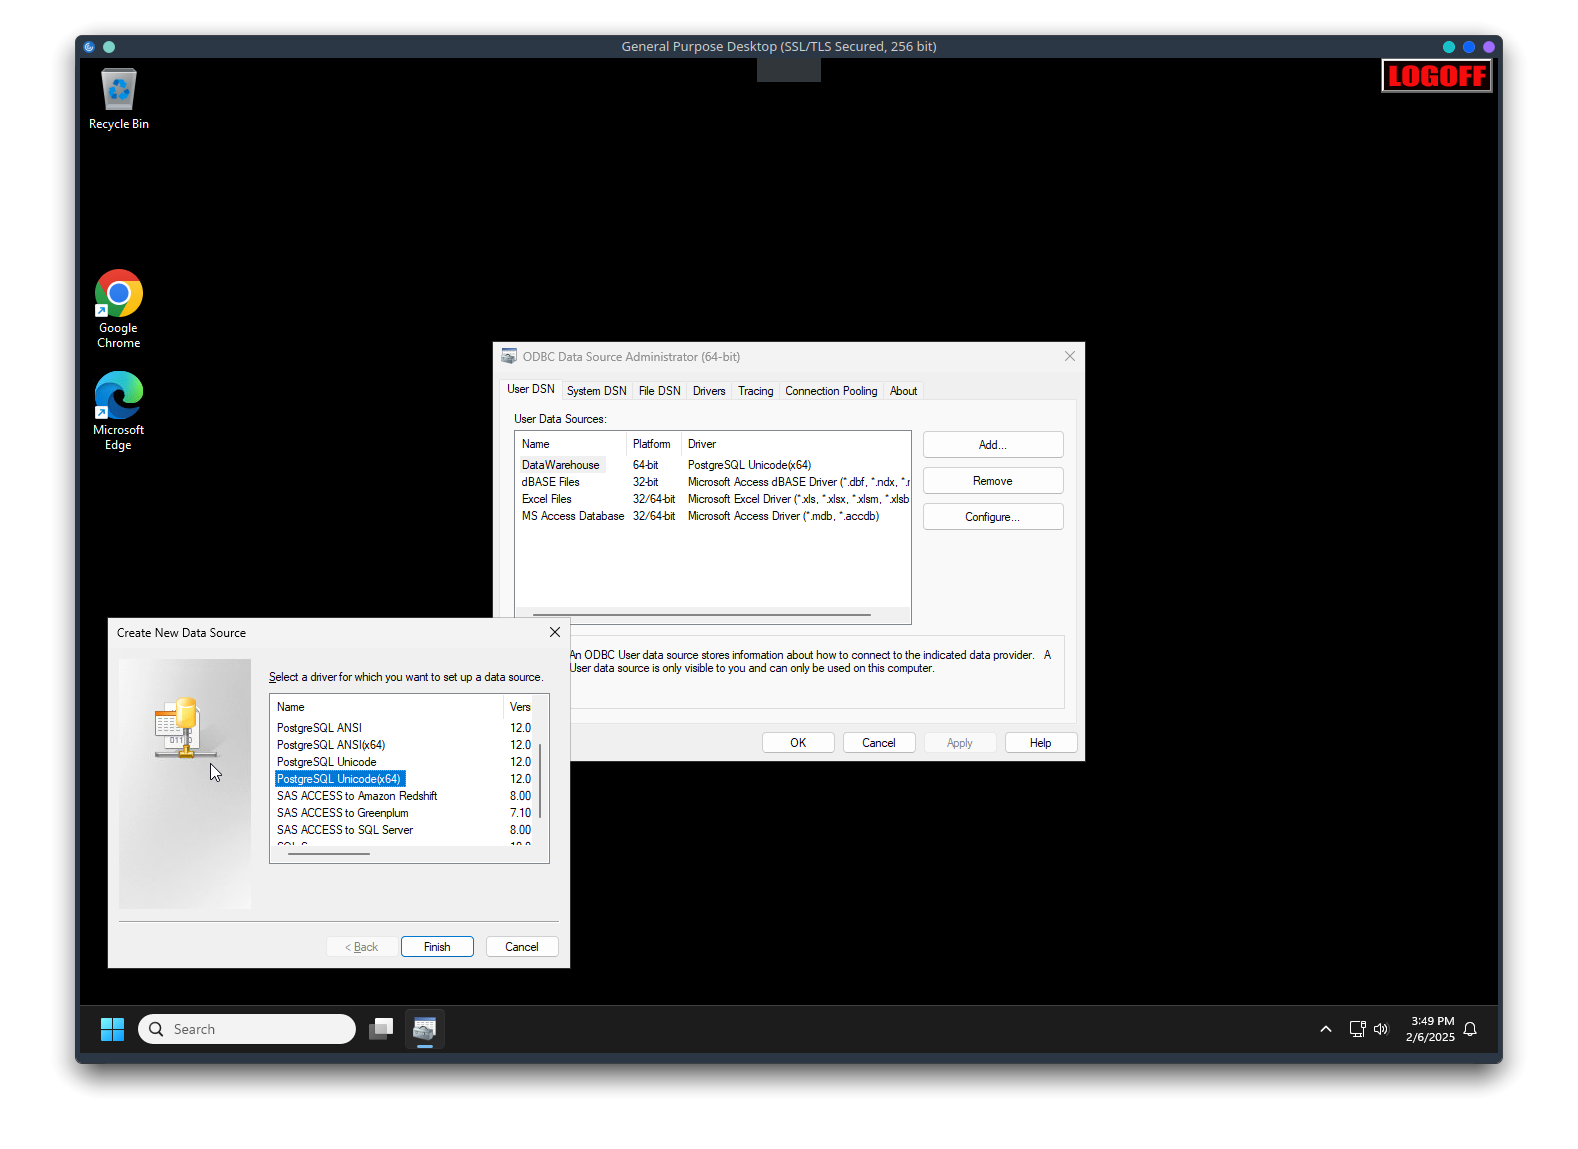 General Purpose Desktop (SSL/TLS Secured, 256 bit)
LOGOFF
Recycle Bin
Google
Chrome
Microsoft
Edge
ODBC Data Source Administrator (64-bit)
User DSN System DSN File DSN Drivers Tracing Connection Pooling About
User Data Sources:
Name Platform Driver
DataWarehouse 64-bit PostgreSQL Unicode(x64)
dBASE Files 32-bit Microsoft Access dBASE Driver (*.dbf, *.ndx, *.r
Excel Files 32/64-bit Microsoft Excel Driver (*.xls, *.xlsx, *.xlsm, *.xlsb
MS Access Database 32/64-bit Microsoft Access Driver (*.mdb, *.accdb)
Add...
Remove
Configure...
An ODBC User data source stores information about how to connect to the indicated data provider. A
User data source is only visible to you and can only be used on this computer.
OK Cancel Apply Help
Create New Data Source
Select a driver for which you want to set up a data source.
Name Vers
PostgreSQL ANSI 12.0
PostgreSQL ANSI(x64) 12.0
PostgreSQL Unicode 12.0
PostgreSQL Unicode(x64) 12.0
SAS ACCESS to Amazon Redshift 8.00
SAS ACCESS to Greenplum 7.10
SAS ACCESS to SQL Server 8.00
< Back Finish Cancel
Search
3:49 PM
2/6/2025